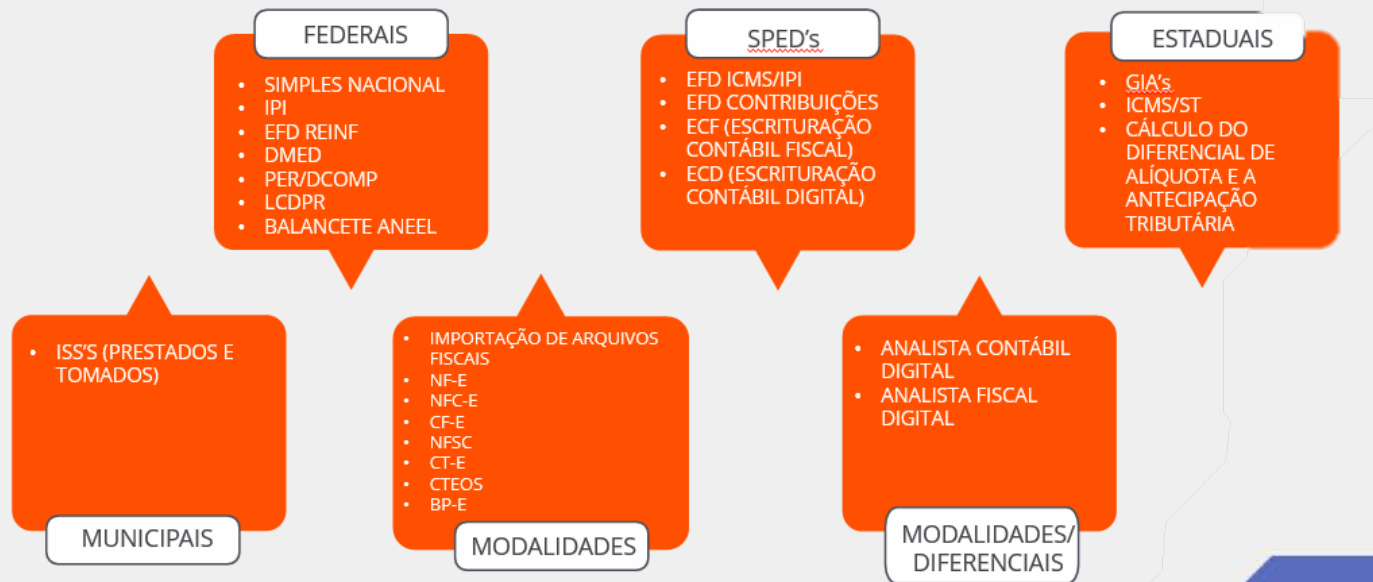 FEDERAIS
• SIMPLES NACIONAL
• IPI
• EFD REINF
• DMED
• PER/DCOMP
• LCDPR
• BALANCETE ANEEL
SPED's
• EFD ICMS/IPI
• EFD CONTRIBUIÇÕES
• ECF (ESCRITURAÇÃO
CONTÁBIL FISCAL)
• ECD (ESCRITURAÇÃO
CONTÁBIL DIGITAL)
ESTADUAIS
• GIA's
• ICMS/ST
• CÁLCULO DO
DIFERENCIAL DE
ALÍQUOTA E A
ANTECIPAÇÃO
TRIBUTÁRIA
• ISS'S (PRESTADOS E
TOMADOS)
MUNICIPAIS
• IMPORTAÇÃO DE ARQUIVOS
FISCAIS
• NF-E
• NFC-E
• CF-E
• NFSC
• CT-E
• CTEOS
• BP-E
MODALIDADES
• ANALISTA CONTÁBIL
DIGITAL
• ANALISTA FISCAL
DIGITAL
MODALIDADES/
DIFERENCIAIS